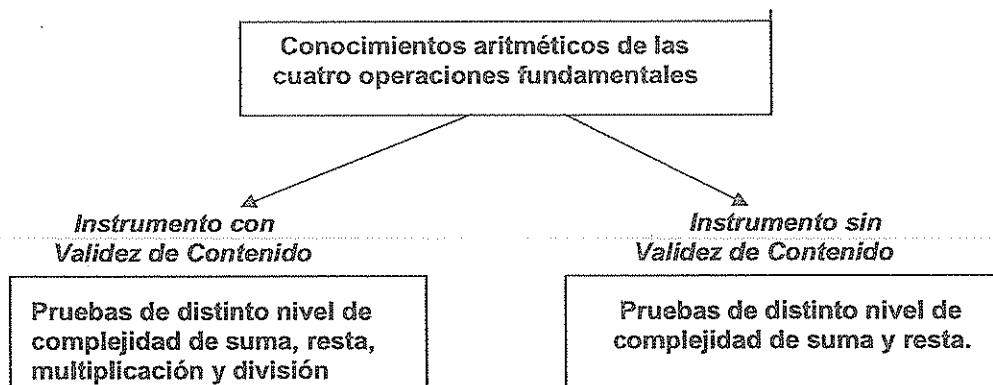 Conocimientos aritméticos de las
cuatro operaciones fundamentales
Instrumento con
Validez de Contenido
Pruebas de distinto nivel de
complejidad de suma, resta,
multiplicación y división
Instrumento sin
Validez de Contenido
Pruebas de distinto nivel de
complejidad de suma y resta.